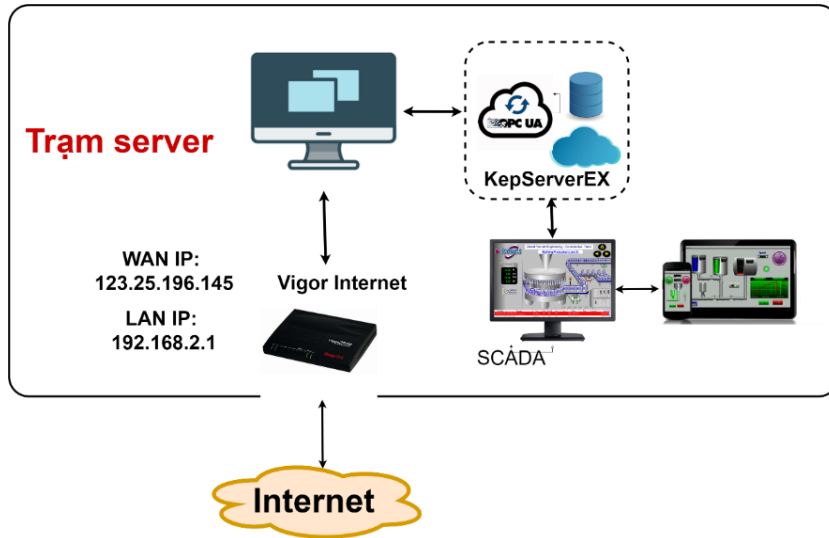 Trạm server
OPC UA
KepServerEX
WAN IP:
123.25.196.145
LAN IP:
192.168.2.1
Vigor Internet
SCADA
Internet